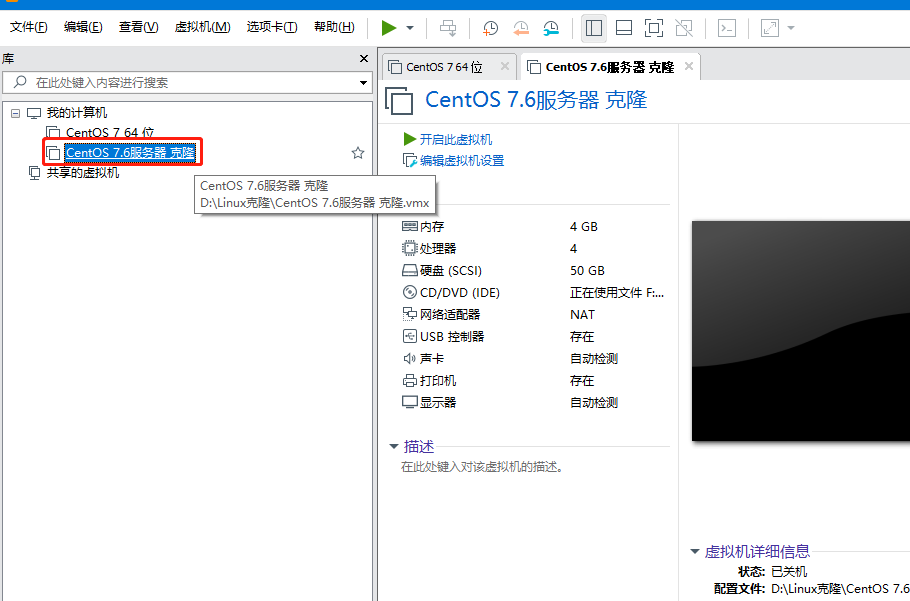 文件(F) 编辑(E) 查看(V) 虚拟机(M) 选项卡(T) 帮助(H)
库
在此处键入内容进行搜索
我的计算机
CentOS 7 64 位
CentOS 7.6服务器 克隆
共享的虚拟机
CentOS 7.6服务器 克隆
D:\Linux克隆\CentOS 7.6服务器 克隆.vmx
CentOS 7 64 位
CentOS 7.6服务器 克隆
CentOS 7.6服务器 克隆
开启此虚拟机
编辑虚拟机设置
内存 4 GB
处理器 4
硬盘 (SCSI) 50 GB
CD/DVD (IDE) 正在使用文件 F:...
网络适配器 NAT
USB 控制器 存在
声卡 自动检测
打印机 存在
显示器 自动检测
描述
在此处键入对该虚拟机的描述。
虚拟机详细信息
状态: 已关机
配置文件: D:\Linux克隆\CentOS 7.6